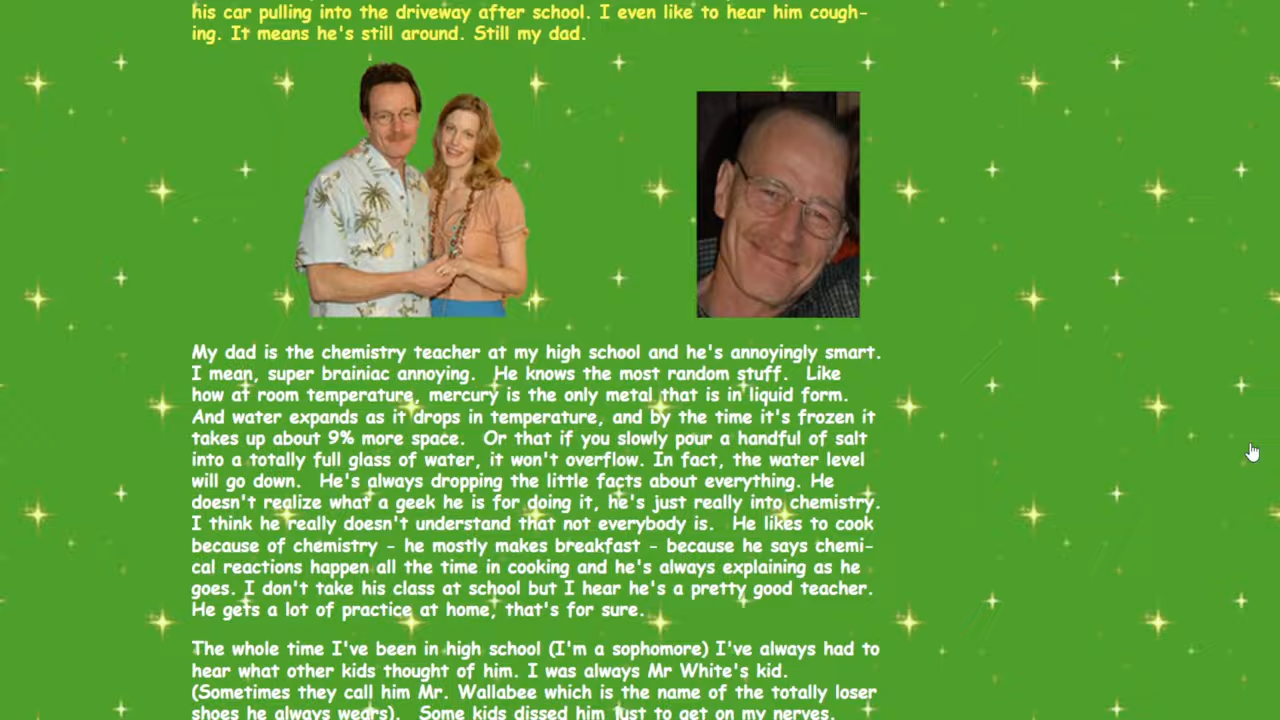 his car pulling into the driveway after school. I even like to hear him cough-
ing. It means he's still around. Still my dad.
My dad is the chemistry teacher at my high school and he's annoyingly smart.
I mean, super brainiac annoying. He knows the most random stuff. Like
how at room temperature, mercury is the only metal that is in liquid form.
And water expands as it drops in temperature, and by the time it's frozen it
takes up about 9% more space. Or that if you slowly pour a handful of salt
into a totally full glass of water, it won't overflow. In fact, the water level
will go down. He's always dropping the little facts about everything. He
doesn't realize what a geek he is for doing it, he's just really into chemistry.
I think he really doesn't understand that not everybody is. He likes to cook
because of chemistry - he mostly makes breakfast - because he says chemi-
cal reactions happen all the time in cooking and he's always explaining as he
goes. I don't take his class at school but I hear he's a pretty good teacher.
He gets a lot of practice at home, that's for sure.
The whole time I've been in high school (I'm a sophomore) I've always had to
hear what other kids thought of him. I was always Mr White's kid.
(Sometimes they call him Mr. Wallabee which is the name of the totally loser
shoes he always wears). Some kids dissed him just to get on my nerves.